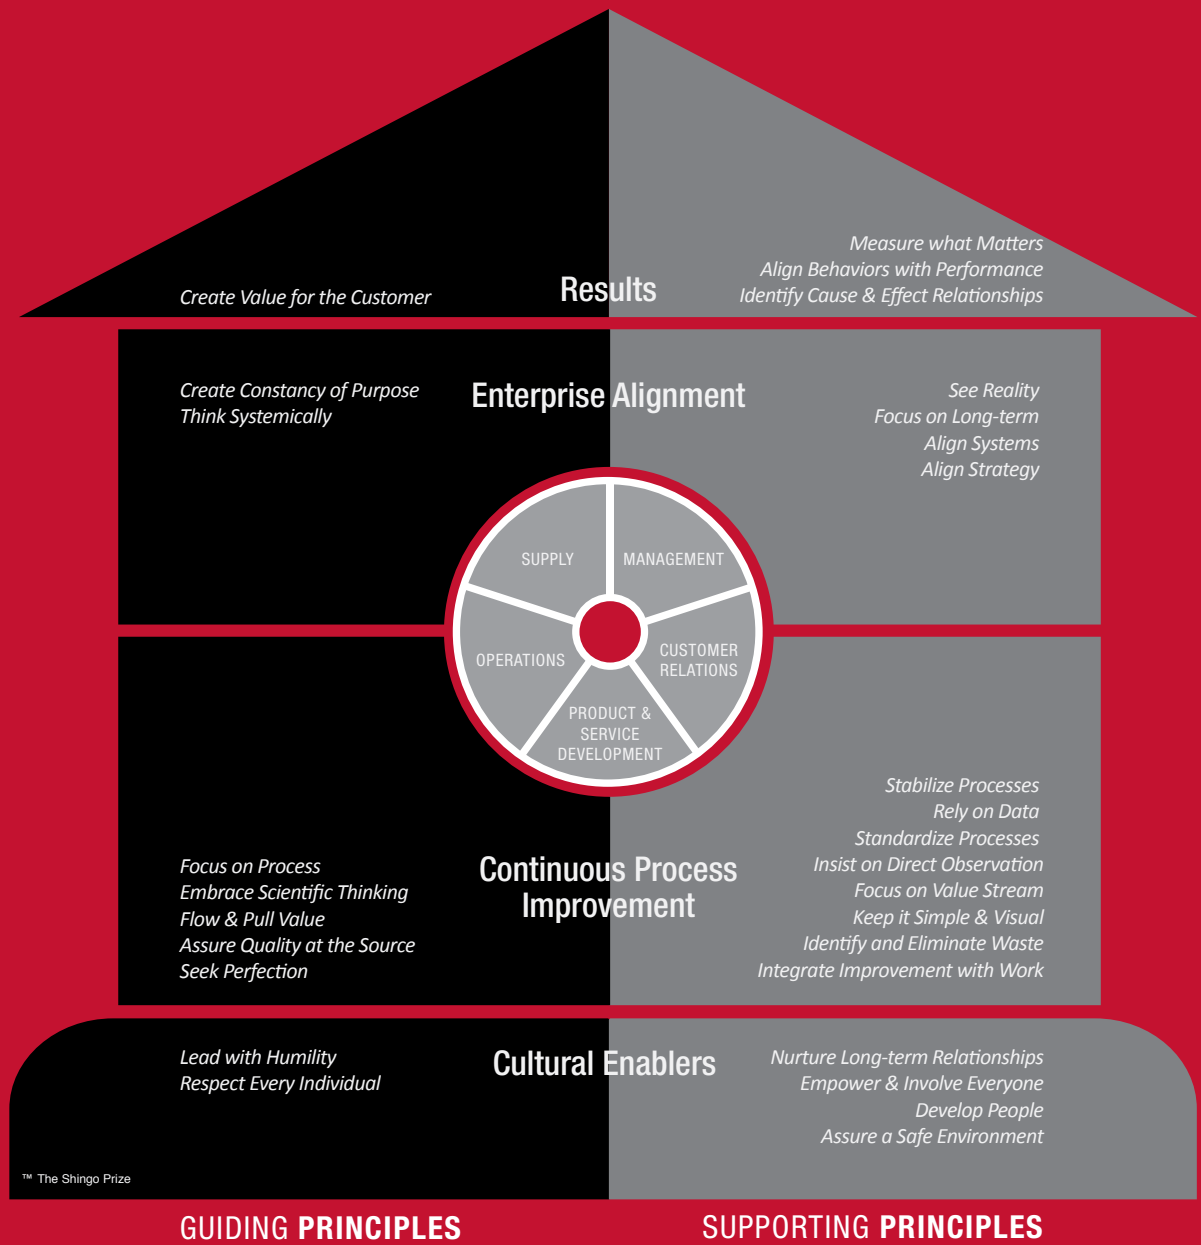 Create Value for the Customer
Results
Measure what Matters
Align Behaviors with Performance
Identify Cause & Effect Relationships
Create Constancy of Purpose
Think Systemically
Enterprise Alignment
See Reality
Focus on Long-term
Align Systems
Align Strategy
SUPPLY
MANAGEMENT
OPERATIONS
CUSTOMER
RELATIONS
PRODUCT &
SERVICE
DEVELOPMENT
Focus on Process
Embrace Scientific Thinking
Flow & Pull Value
Assure Quality at the Source
Seek Perfection
Continuous Process
Improvement
Stabilize Processes
Rely on Data
Standardize Processes
Insist on Direct Observation
Focus on Value Stream
Keep it Simple & Visual
Identify and Eliminate Waste
Integrate Improvement with Work
Lead with Humility
Respect Every Individual
Cultural Enablers
Nurture Long-term Relationships
Empower & Involve Everyone
Develop People
Assure a Safe Environment
™ The Shingo Prize
GUIDING PRINCIPLES
SUPPORTING PRINCIPLES